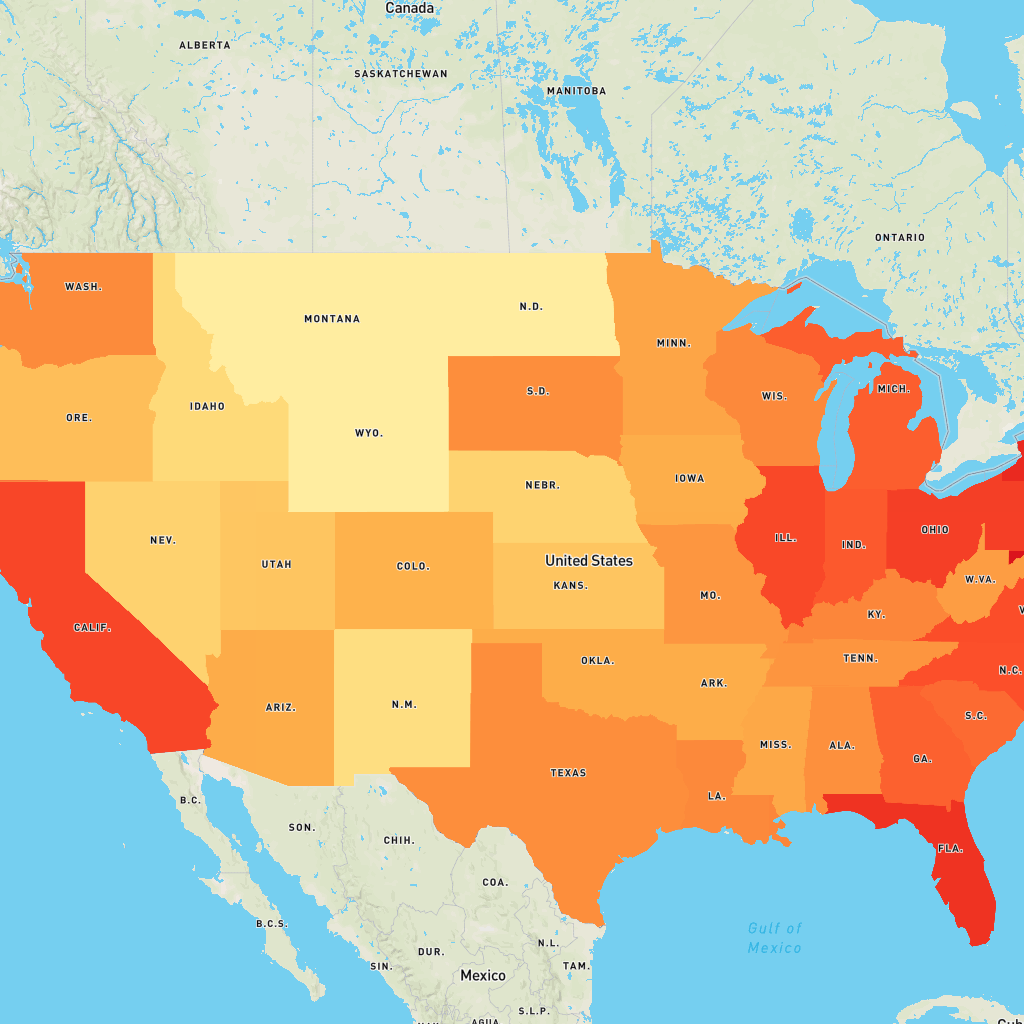 Canada
ALBERTA
SASKATCHEWAN
MANITOBA
ONTARIO
WASH.
MONTANA
N.D.
MINN.
ORE.
IDAHO
WYO.
S.D.
WIS.
MICH.
NEV.
UTAH
COLO.
NEBR.
United States
KANS.
IOWA
ILL.
IND.
OHIO
W.VA.
CALIF.
MO.
KY.
V
ARIZ.
N.M.
OKLA.
ARK.
TENN.
N.C.
S.C.
TEXAS
MISS.
ALA.
GA.
LA.
FLA.
B.C.
SON.
CHIH.
COA.
B.C.S.
DUR.
SIN.
N.L.
TAM.
Mexico
S.L.P.
AGUA.
Gulf of
Mexico